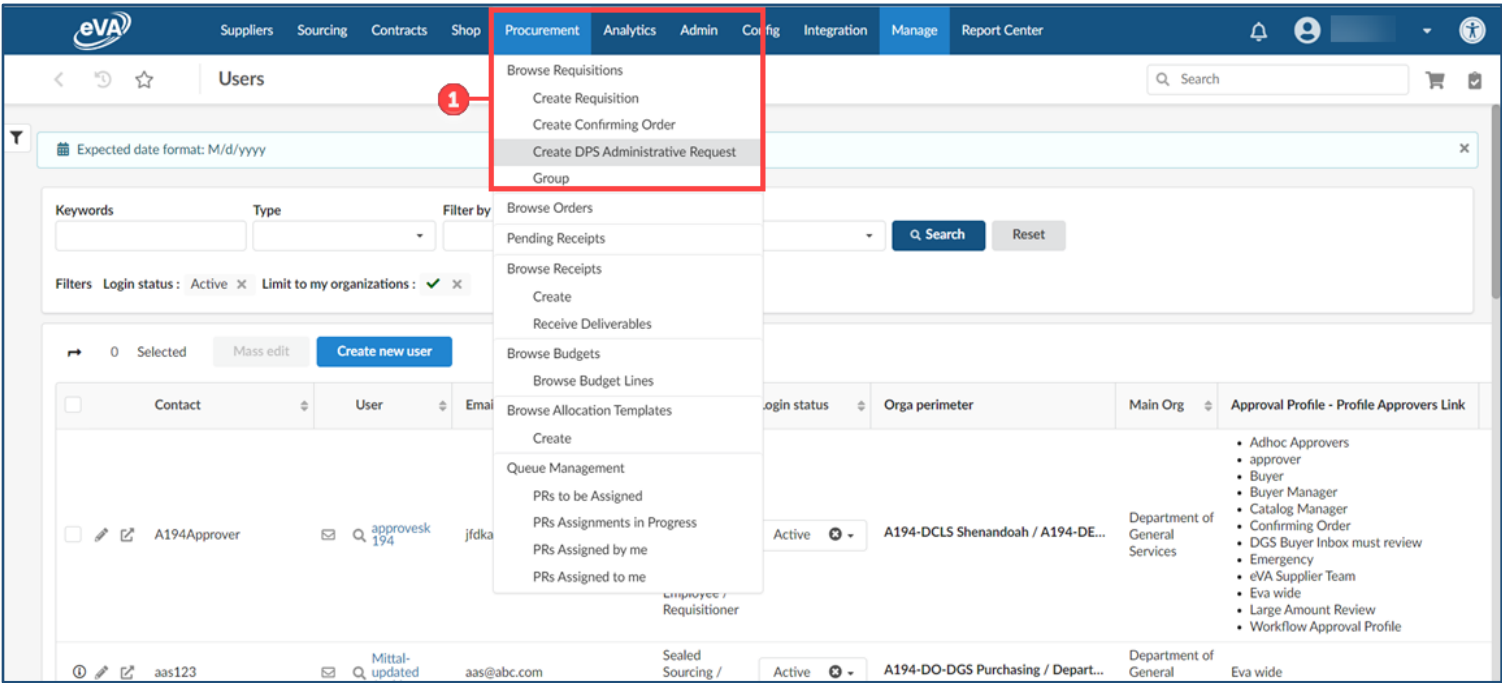 eVA
Suppliers Sourcing Contracts Shop Procurement Analytics Admin Config Integration Manage Report Center
Users
Search
1
Browse Requisitions
Create Requisition
Create Confirming Order
Create DPS Administrative Request
Group
Browse Orders
Pending Receipts
Browse Receipts
Create
Receive Deliverables
Browse Budgets
Browse Budget Lines
Browse Allocation Templates
Create
Queue Management
PRs to be Assigned
PRs Assignments in Progress
PRs Assigned by me
PRs Assigned to me
Expected date format: M/d/yyyy
Keywords Type Filter by
Search Reset
Filters Login status : Active Limit to my organizations :
0 Selected Mass edit Create new user
Contact User Emai ogin status Orga perimeter Main Org Approval Profile - Profile Approvers Link
A194Approver
approvesk
194
jfdka
Employee /
Requisitioner
Active
A194-DCLS Shenandoah / A194-DE...
Department of
General
Services
• Adhoc Approvers
• approver
• Buyer
• Buyer Manager
• Catalog Manager
• Confirming Order
• DGS Buyer Inbox must review
• Emergency
• eVA Supplier Team
• Eva wide
• Large Amount Review
• Workflow Approval Profile
aas123
Mittal-
updated
aas@abc.com
Sealed
Sourcing /
Active
A194-DO-DGS Purchasing / Depart...
Department of
General
Eva wide